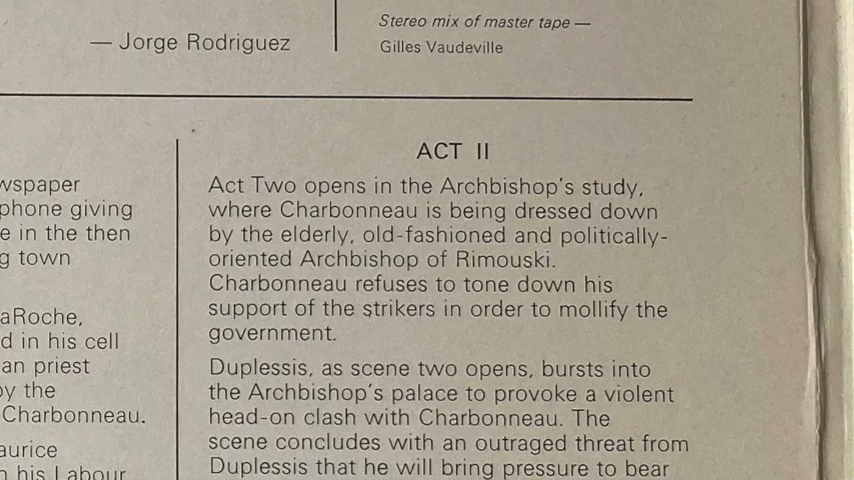 — Jorge Rodriguez
Stereo mix of master tape —
Gilles Vaudeville
phone giving
in the then
town
in his cell
priest
the
Charbonneau.
his Labour
ACT II
Act Two opens in the Archbishop's study,
where Charbonneau is being dressed down
by the elderly, old-fashioned and politically-
oriented Archbishop of Rimouski.
Charbonneau refuses to tone down his
support of the strikers in order to mollify the
government.
Duplessis, as scene two opens, bursts into
the Archbishop's palace to provoke a violent
head-on clash with Charbonneau. The
scene concludes with an outraged threat from
Duplessis that he will bring pressure to bear